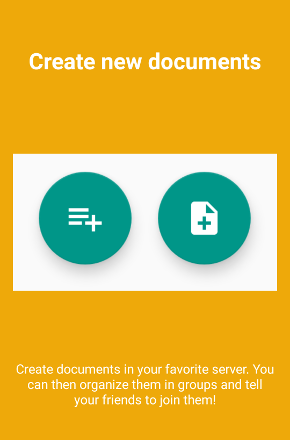 Create new documents
Create documents in your favorite server. You
can then organize them in groups and tell
your friends to join them!